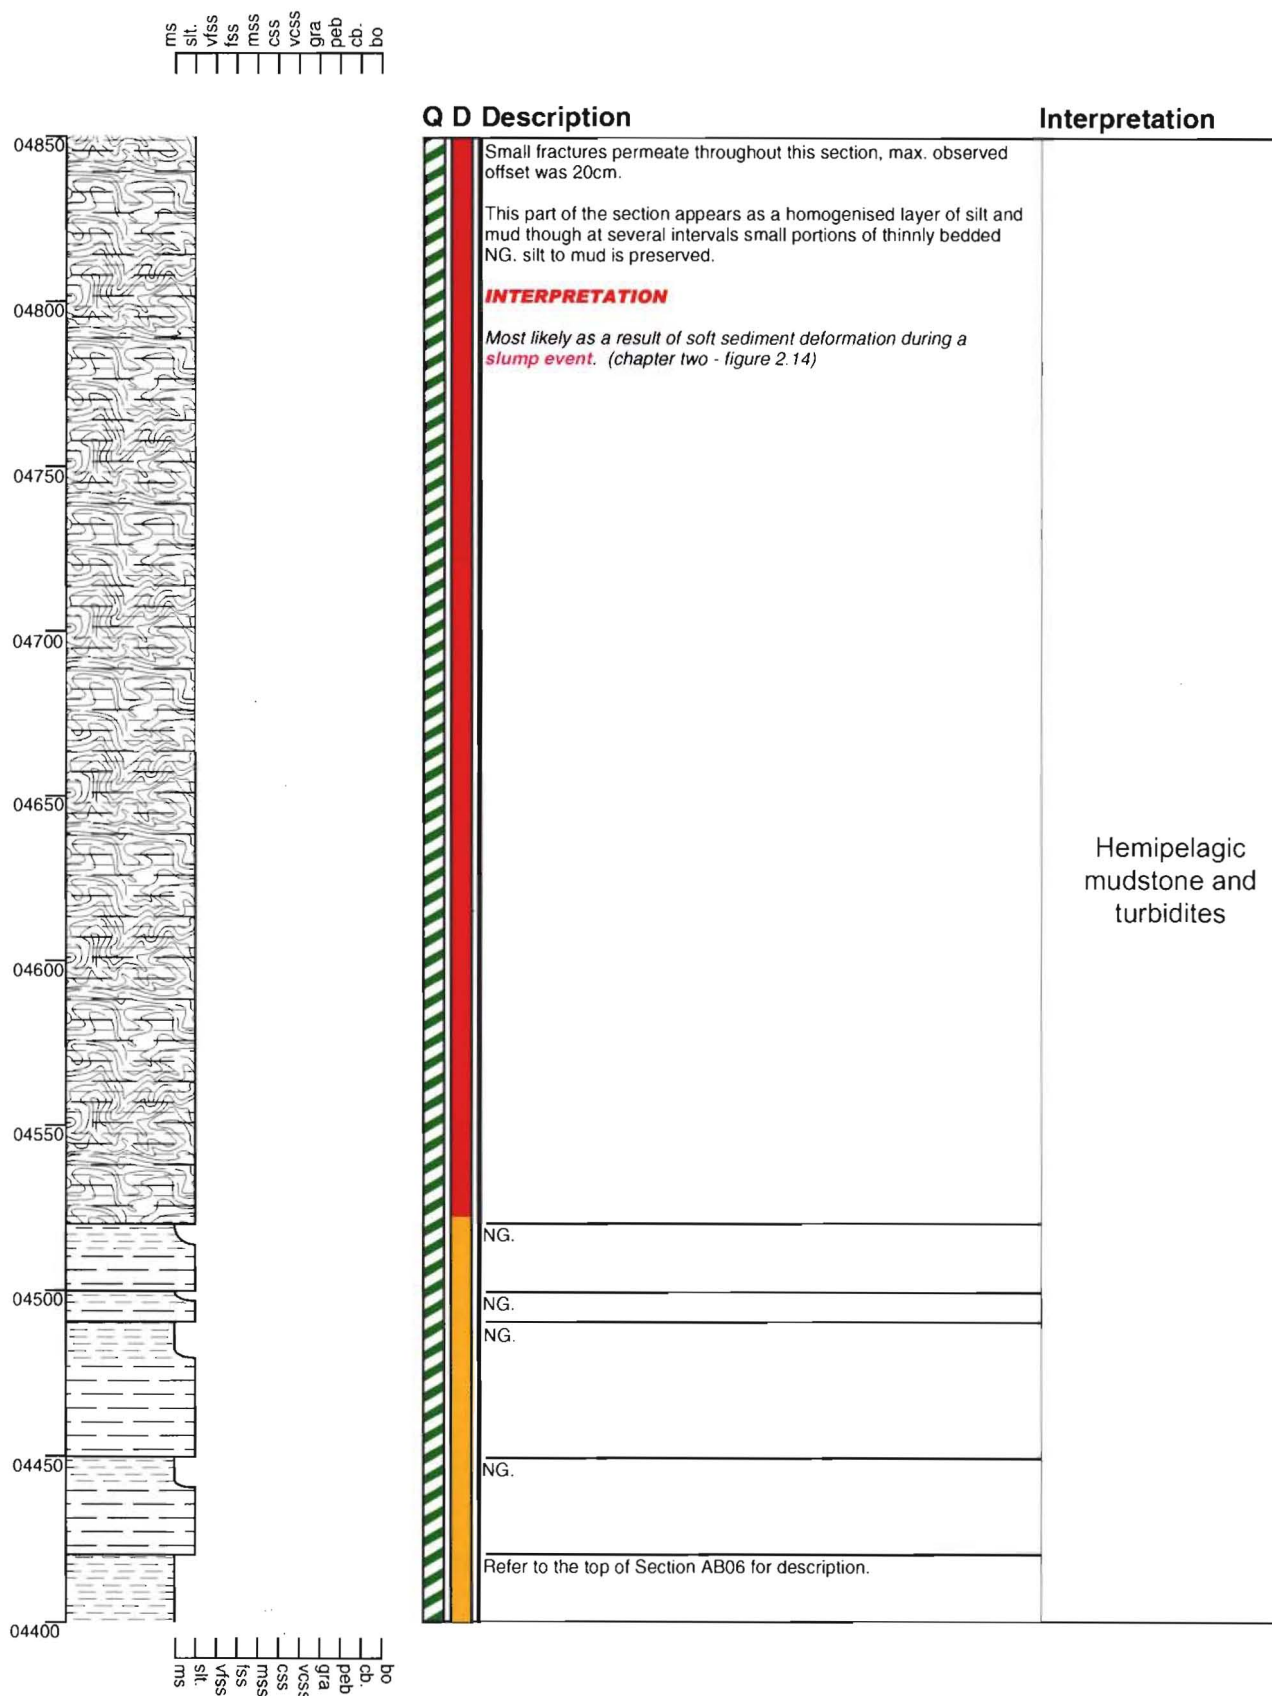 ms slt. vfss fss mss css vcss gra peb cb. bo
Q D Description Interpretation
04850
Small fractures permeate throughout this section, max. observed
offset was 20cm.
This part of the section appears as a homogenised layer of silt and
mud though at several intervals small portions of thinnly bedded
NG. silt to mud is preserved.
04800
INTERPRETATION
Most likely as a result of soft sediment deformation during a
slump event. (chapter two - figure 2.14)
04750
04700
04650
Hemipelagic
mudstone and
turbidites
04600
04550
NG.
04500
NG.
NG.
04450
NG.
Refer to the top of Section AB06 for description.
04400
ms slt. vfss fss mss css vcss gra peb cb. bo